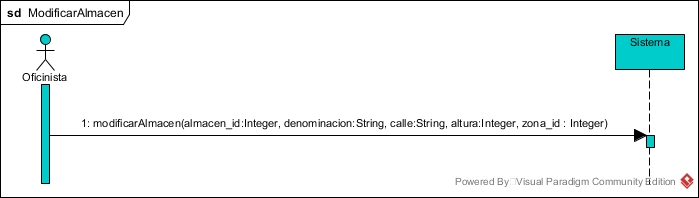 sd ModificarAlmacen
Oficinista
Sistema
1: modificarAlmacen(almacen_id:Integer, denominacion:String, calle:String, altura:Integer, zona_id : Integer)
Powered By Visual Paradigm Community Edition